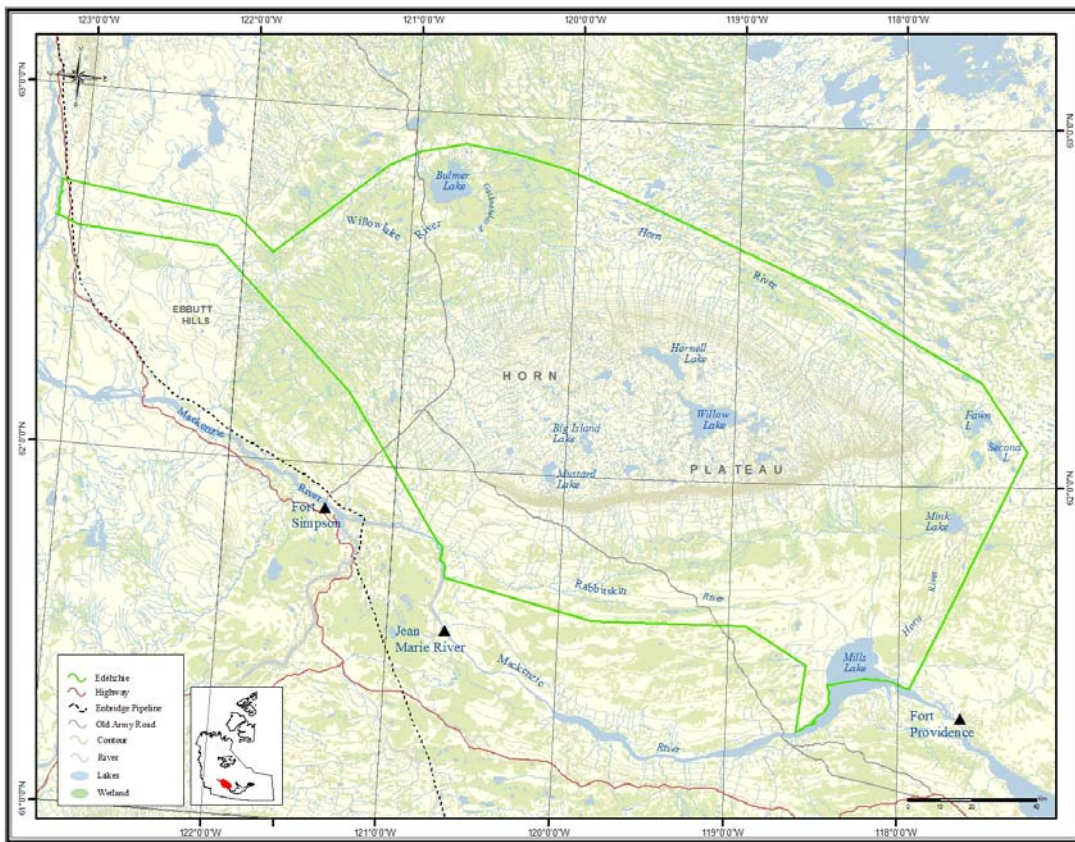 123°0'0"W
122°0'0"W
121°0'0"W
120°0'0"W
119°0'0"W
118°0'0"W
63°0'0"N
63°0'0"N
Bulmer
Lake
Willowlake
River
Horn
River
EBBUTT
HILLS
Hornell
Lake
HORN
Willow
Lake
Fawn
L.
Big Island
Lake
Second
L.
62°0'0"N
62°0'0"N
Mackenzie
River
PLATEAU
Mustard
Lake
Fort
Simpson
Mink
Lake
Rabbitskin
River
Horn
River
Jean
Marie River
Mackenzie
River
Mills
Lake
Fort
Providence
Edéhzhie
Highway
Enbridge Pipeline
Old Army Road
Contour
River
Lakes
Wetland
61°0'0"N
61°0'0"N
122°0'0"W
121°0'0"W
120°0'0"W
119°0'0"W
118°0'0"W